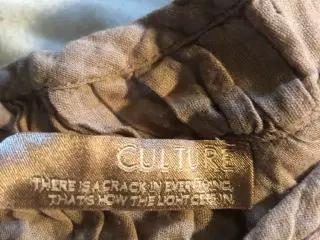 CULTURE
THERE IS A CRACK IN EVERYTHING,
THAT'S HOW THE LIGHT GETS IN.